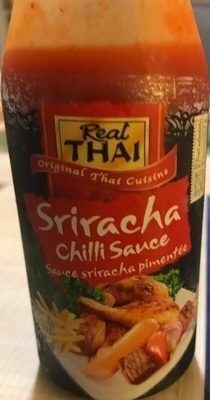 Real
THAI
Original Thai Cuisine
Sriracha
Chilli Sauce
Sauce sriracha pimentée